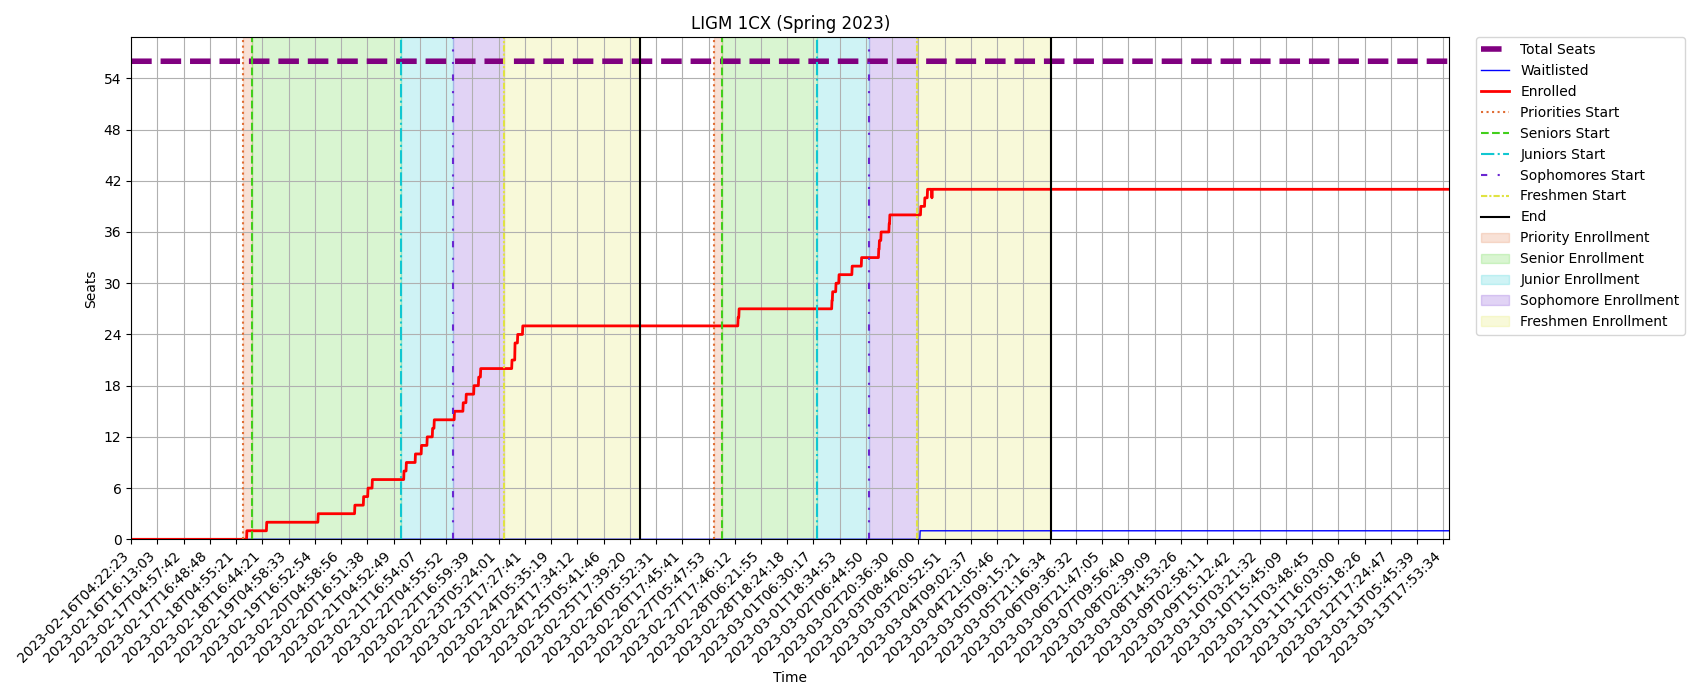 LIGM 1CX (Spring 2023)
Total Seats
Waitlisted
Enrolled
Priorities Start
Seniors Start
Juniors Start
Sophomores Start
Freshmen Start
End
Priority Enrollment
Senior Enrollment
Junior Enrollment
Sophomore Enrollment
Freshmen Enrollment
Seats
54
48
42
36
30
24
18
12
6
0
2023-02-16T04:22:23
2023-02-16T16:13:03
2023-02-17T04:57:42
2023-02-17T16:48:48
2023-02-18T04:55:21
2023-02-18T16:44:21
2023-02-19T04:58:33
2023-02-19T16:52:54
2023-02-20T04:58:56
2023-02-20T16:51:38
2023-02-21T04:52:49
2023-02-21T16:54:07
2023-02-22T04:55:52
2023-02-22T16:59:39
2023-02-23T05:24:01
2023-02-23T17:27:41
2023-02-24T05:35:19
2023-02-24T17:34:12
2023-02-25T05:41:46
2023-02-25T17:39:20
2023-02-26T05:52:31
2023-02-26T17:45:41
2023-02-27T05:47:53
2023-02-27T17:46:12
2023-02-28T06:21:55
2023-02-28T18:24:18
2023-03-01T06:30:17
2023-03-01T18:34:53
2023-03-02T06:44:50
2023-03-02T20:36:30
2023-03-03T08:46:00
2023-03-03T20:52:51
2023-03-04T09:02:37
2023-03-04T21:05:46
2023-03-05T09:15:21
2023-03-05T21:16:34
2023-03-06T09:36:32
2023-03-06T21:47:05
2023-03-07T09:56:40
2023-03-08T02:39:09
2023-03-08T14:53:26
2023-03-09T02:58:11
2023-03-09T15:12:42
2023-03-10T03:21:32
2023-03-10T15:45:09
2023-03-11T03:48:45
2023-03-11T16:03:00
2023-03-12T05:18:26
2023-03-12T17:24:47
2023-03-13T05:45:39
2023-03-13T17:53:34
Time